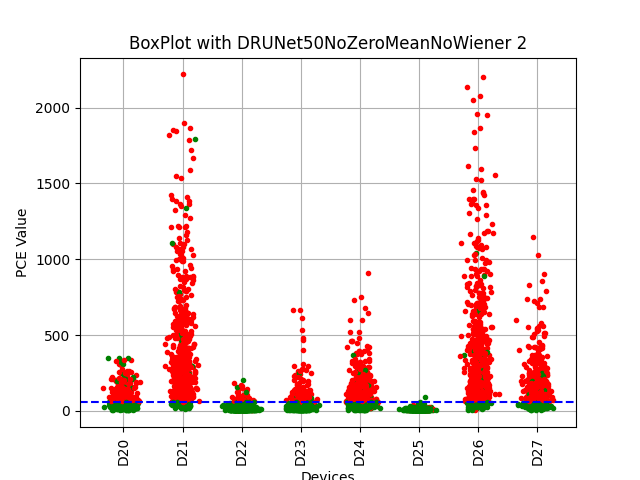 BoxPlot with DRUNet50NoZeroMeanNoWiener 2
PCE Value
2000
1500
1000
500
0
D20
D21
D22
D23
D24
D25
D26
D27
Devices